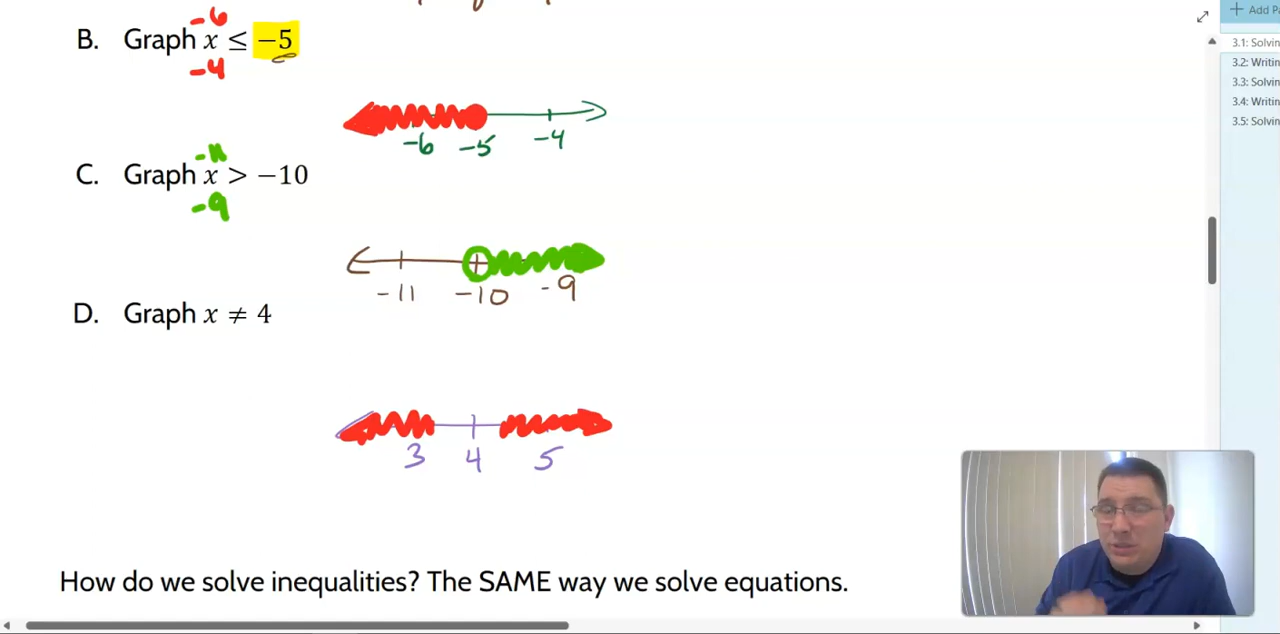 -6
B. Graph x ≤ -5
-4
-6 -5 -4
-11
C. Graph x > -10
-9
-11 -10 -9
D. Graph x ≠ 4
3 4 5
How do we solve inequalities? The SAME way we solve equations.
+ Add Pa
3.1: Solvin
3.2: Writin
3.3: Solvin
3.4: Writin
3.5: Solvin